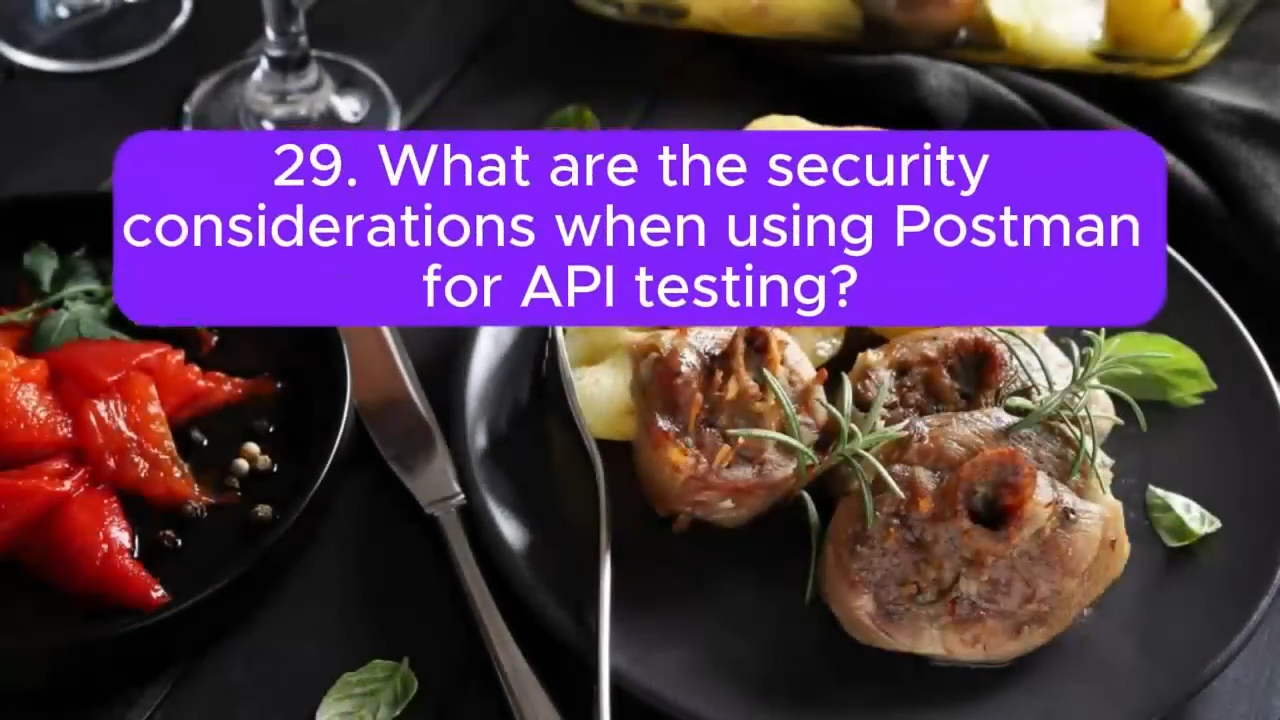 29. What are the security
considerations when using Postman
for API testing?